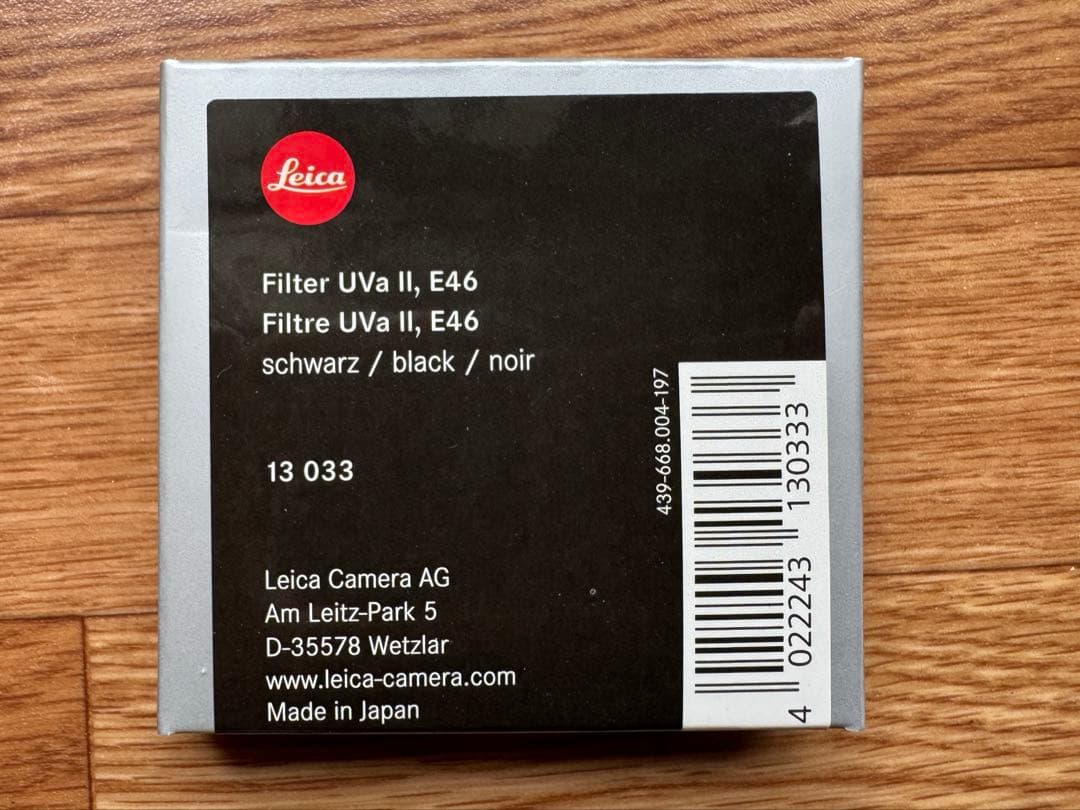 Leica
Filter UVa II, E46
Filtre UVa II, E46
schwarz / black / noir
13 033
Leica Camera AG
Am Leitz-Park 5
D-35578 Wetzlar
www.leica-camera.com
Made in Japan
439-668.004-197
4 022243 130333